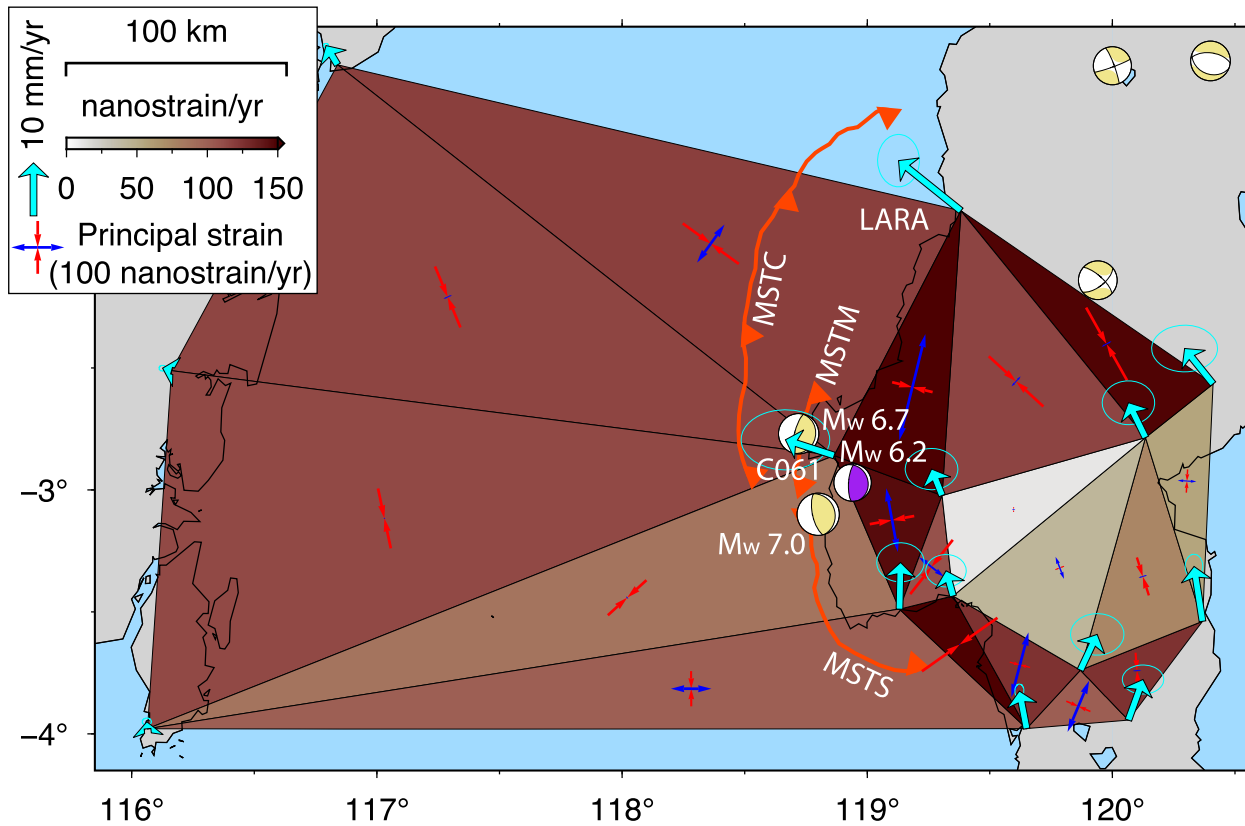 100 km
10 mm/yr
nanostrain/yr
0 50 100 150
Principal strain
(100 nanostrain/yr)
LARA
MSTC
MSTM
Mw 6.7
Mw 6.2
C061
Mw 7.0
MSTS
−3°
−4°
116° 117° 118° 119° 120°